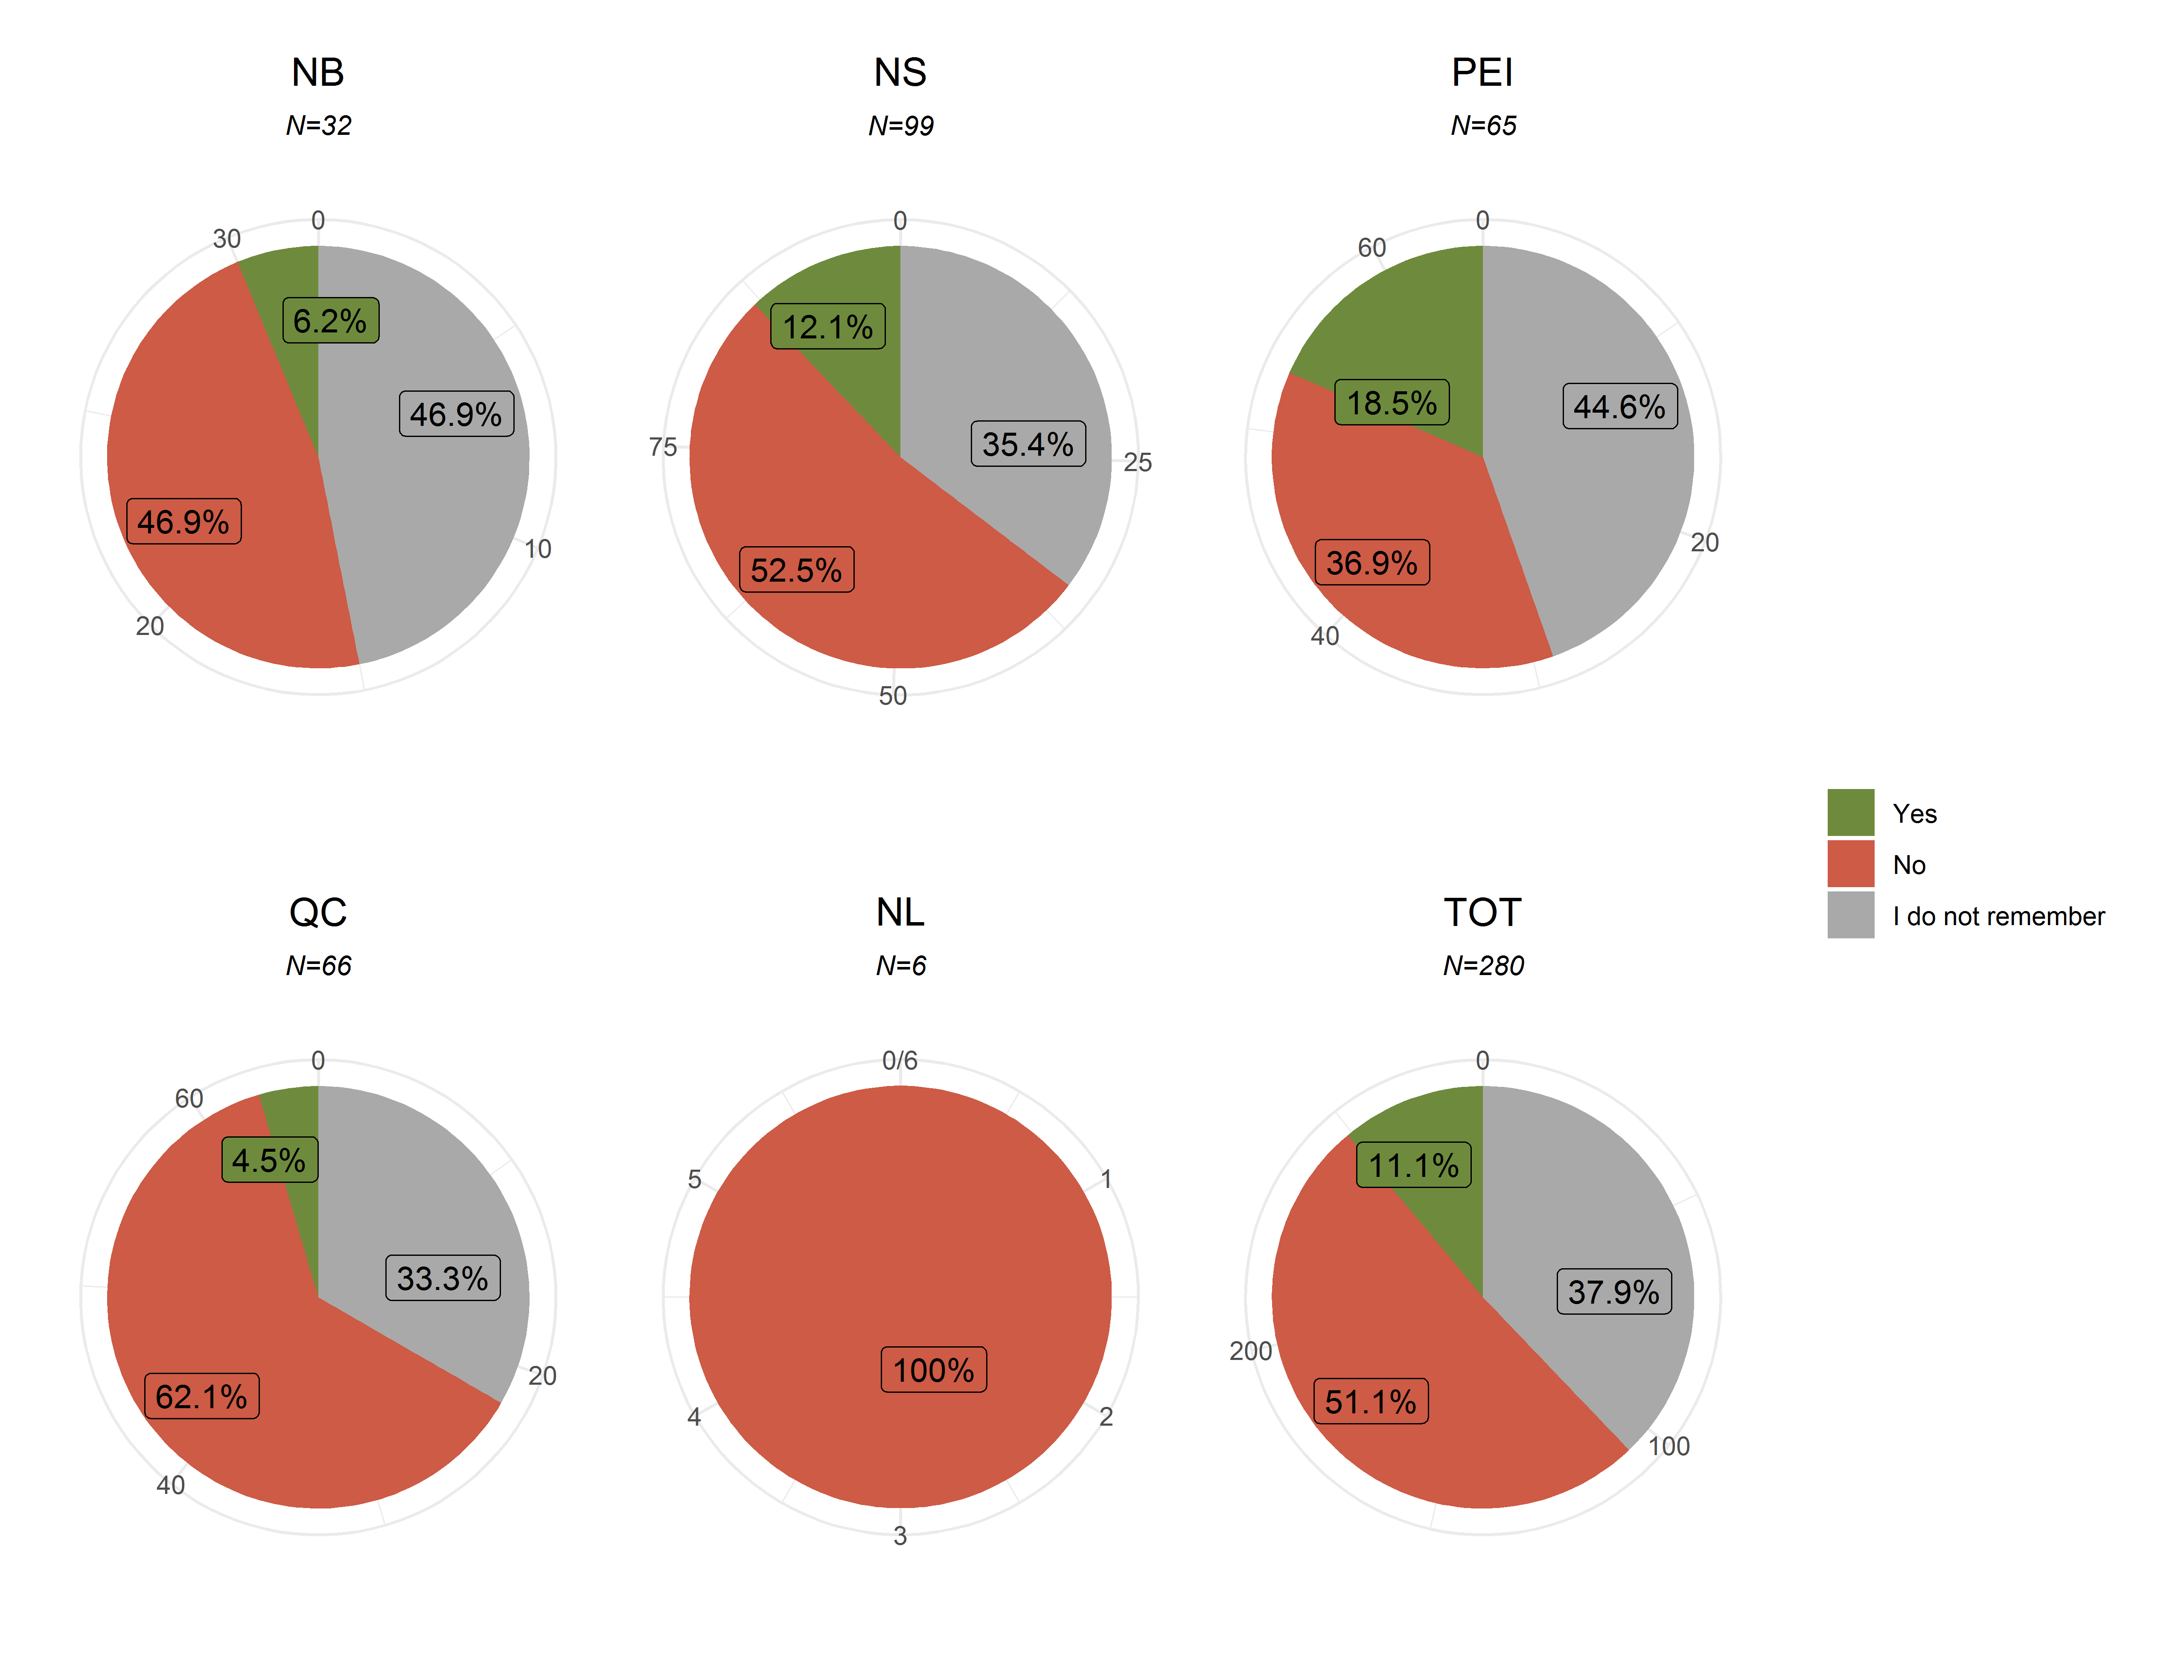 NB
N=32
0
30
6.2%
46.9%
46.9%
10
20
NS
N=99
0
12.1%
75
35.4%
25
52.5%
50
PEI
N=65
0
60
18.5%
44.6%
20
36.9%
40
Yes
No
I do not remember
QC
N=66
0
60
4.5%
33.3%
20
62.1%
40
NL
N=6
0/6
5
1
100%
4
2
3
TOT
N=280
0
11.1%
37.9%
200
51.1%
100